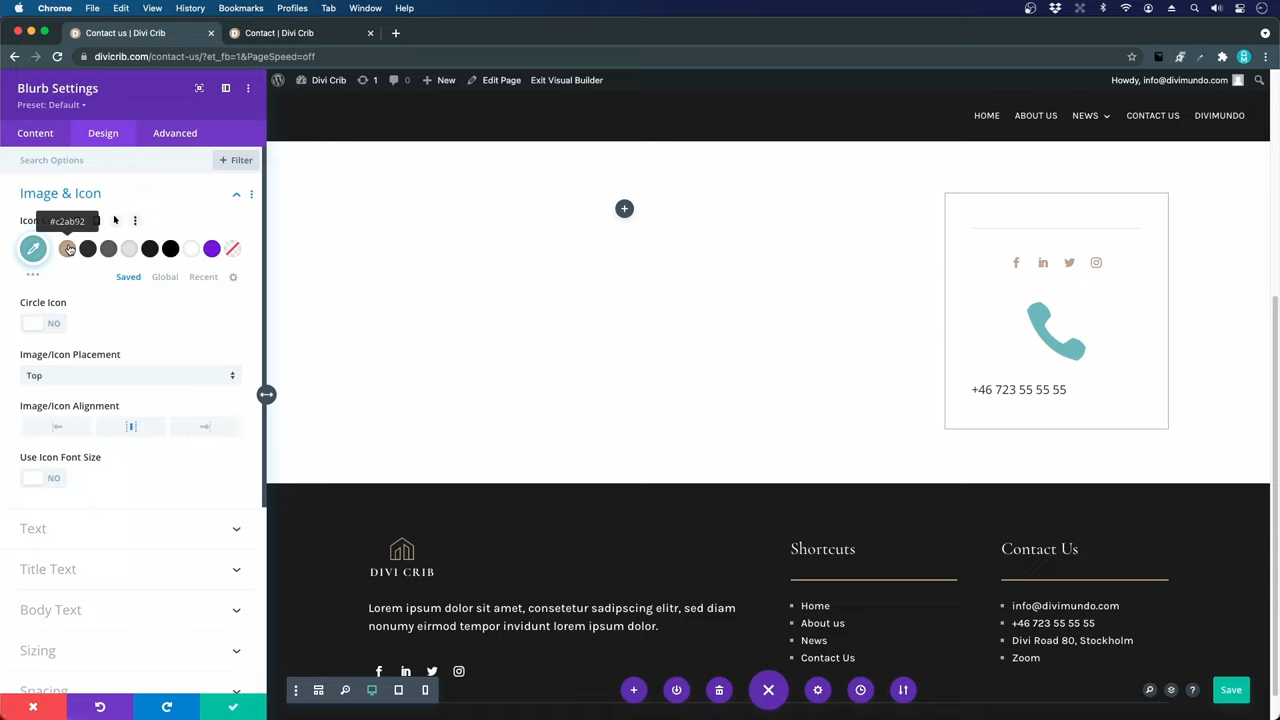 Chrome File Edit View History Bookmarks Profiles Tab Window Help
Contact us | Divi Crib
Contact | Divi Crib
divicrib.com/contact-us/?et_fb=1&PageSpeed=off
Divi Crib 1 0 New Edit Page Exit Visual Builder
Howdy, info@divimundo.com
Blurb Settings
Preset: Default
Content Design Advanced
Search Options
+ Filter
HOME ABOUT US NEWS CONTACT US DIVIMUNDO
Image & Icon
Icon
#c2ab92
Saved Global Recent
Circle Icon
NO
Image/Icon Placement
Top
Image/Icon Alignment
Use Icon Font Size
NO
Text
Title Text
Body Text
Sizing
Spacing
+46 723 55 55 55
DIVI CRIB
Lorem ipsum dolor sit amet, consetetur sadipscing elitr, sed diam
nonumy eirmod tempor invidunt lorem ipsum dolor.
Shortcuts
Home
About us
News
Contact Us
Contact Us
info@divimundo.com
+46 723 55 55 55
Divi Road 80, Stockholm
Zoom
Save